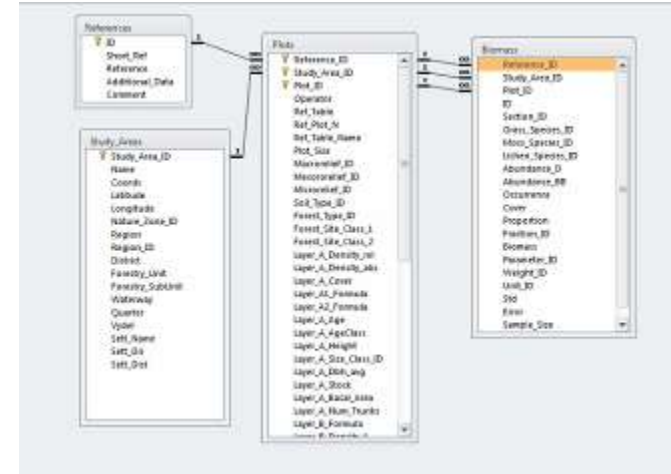 References
ID
Short_Ref
Reference
Additional_Data
Comment
Study_Areas
Study_Area_ID
Name
Coords
Latitude
Longitude
Nature_Zone_ID
Region
Region_ID
District
Forestry_Unit
Forestry_SubUnit
Waterway
Quarter
Vydel
Sett_Name
Sett_Dir
Sett_Dist
Plots
Reference_ID
Study_Area_ID
Plot_ID
Operator
Ref_Table
Ref_Plot_N
Ref_Table_Name
Plot_Size
Macrorelief_ID
Mesorelief_ID
Microrelief_ID
Soil_Type_ID
Forest_Type_ID
Forest_Site_Class_1
Forest_Site_Class_2
Layer_A_Density_rel
Layer_A_Density_abs
Layer_A_Cover
Layer_A1_Formula
Layer_A2_Formula
Layer_A_Age
Layer_A_AgeClass
Layer_A_Height
Layer_A_Size_Class_ID
Layer_A_Dbh_avg
Layer_A_Stock
Layer_A_Basal_Area
Layer_A_Num_Trunks
Layer_B_Formula
Biomass
Reference_ID
Study_Area_ID
Plot_ID
ID
Section_ID
Grass_Species_ID
Moss_Species_ID
Lichen_Species_ID
Abundance_D
Abundance_BB
Occurrence
Cover
Proportion
Fraction_ID
Biomass
Parameter_ID
Weight_ID
Unit_ID
Std
Error
Sample_Size